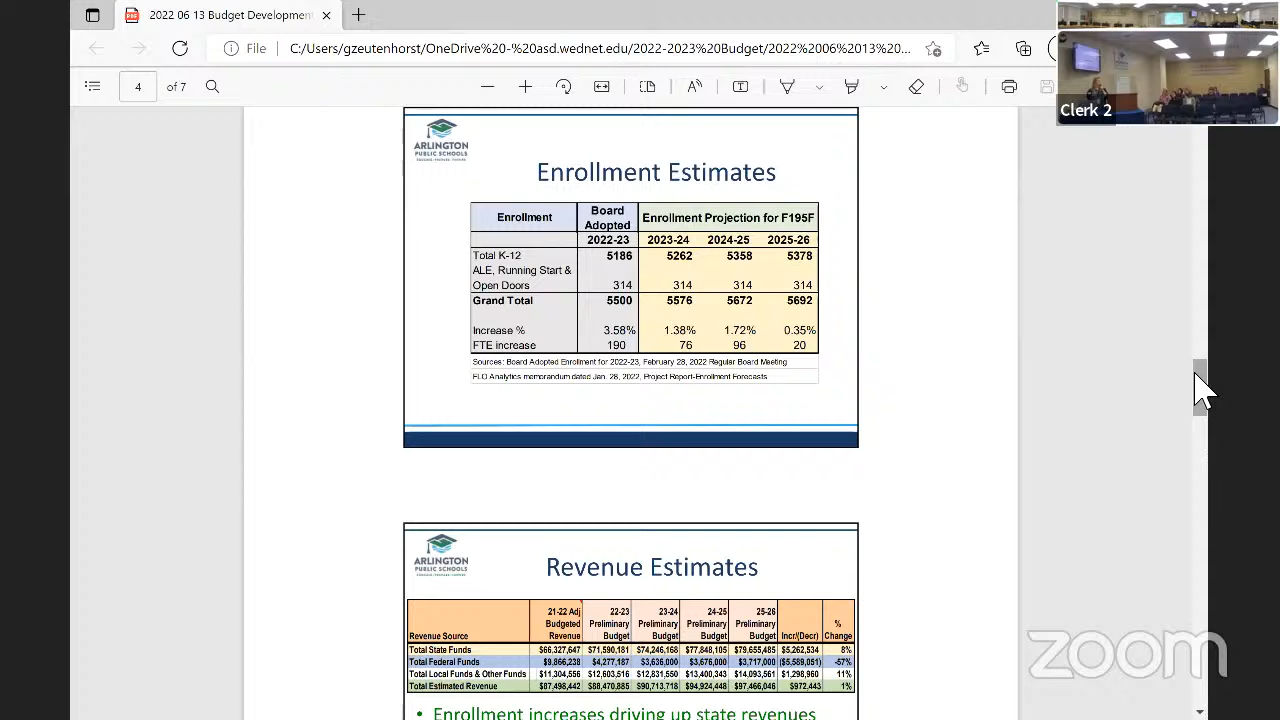 2022 06 13 Budget Developmen
File C:/Users/gzeutenhorst/OneDrive%20-%20asd.wednet.edu/2022-2023%20Budget/2022%2006%2013%20...
4 of 7
ARLINGTON
PUBLIC SCHOOLS
Enrollment Estimates
Enrollment Board Adopted Enrollment Projection for F195F
2022-23 2023-24 2024-25 2025-26
Total K-12 5186 5262 5358 5378
ALE, Running Start &
Open Doors 314 314 314 314
Grand Total 5500 5576 5672 5692
Increase % 3.58% 1.38% 1.72% 0.35%
FTE increase 190 76 96 20
Sources: Board Adopted Enrollment for 2022-23, February 28, 2022 Regular Board Meeting
FLO Analytics memorandum dated Jan. 28, 2022, Project Report-Enrollment Forecasts
ARLINGTON
PUBLIC SCHOOLS
Revenue Estimates
Revenue Source 21-22 Adj Budgeted Revenue 22-23 Preliminary Budget 23-24 Preliminary Budget 24-25 Preliminary Budget 25-26 Preliminary Budget Incr/(Decr) % Change
Total State Funds $66,327,647 $71,590,181 $74,246,168 $77,848,105 $79,655,485 $5,262,534 8%
Total Federal Funds $9,866,238 $4,277,187 $3,636,000 $3,676,000 $3,717,000 ($5,589,051) -57%
Total Local Funds & Other Funds $11,304,556 $12,603,516 $12,831,550 $13,400,343 $14,093,561 $1,298,960 11%
Total Estimated Revenue $87,498,442 $88,470,885 $90,713,718 $94,924,448 $97,466,046 $972,443 1%
• Enrollment increases driving up state revenues
Clerk 2
zoom